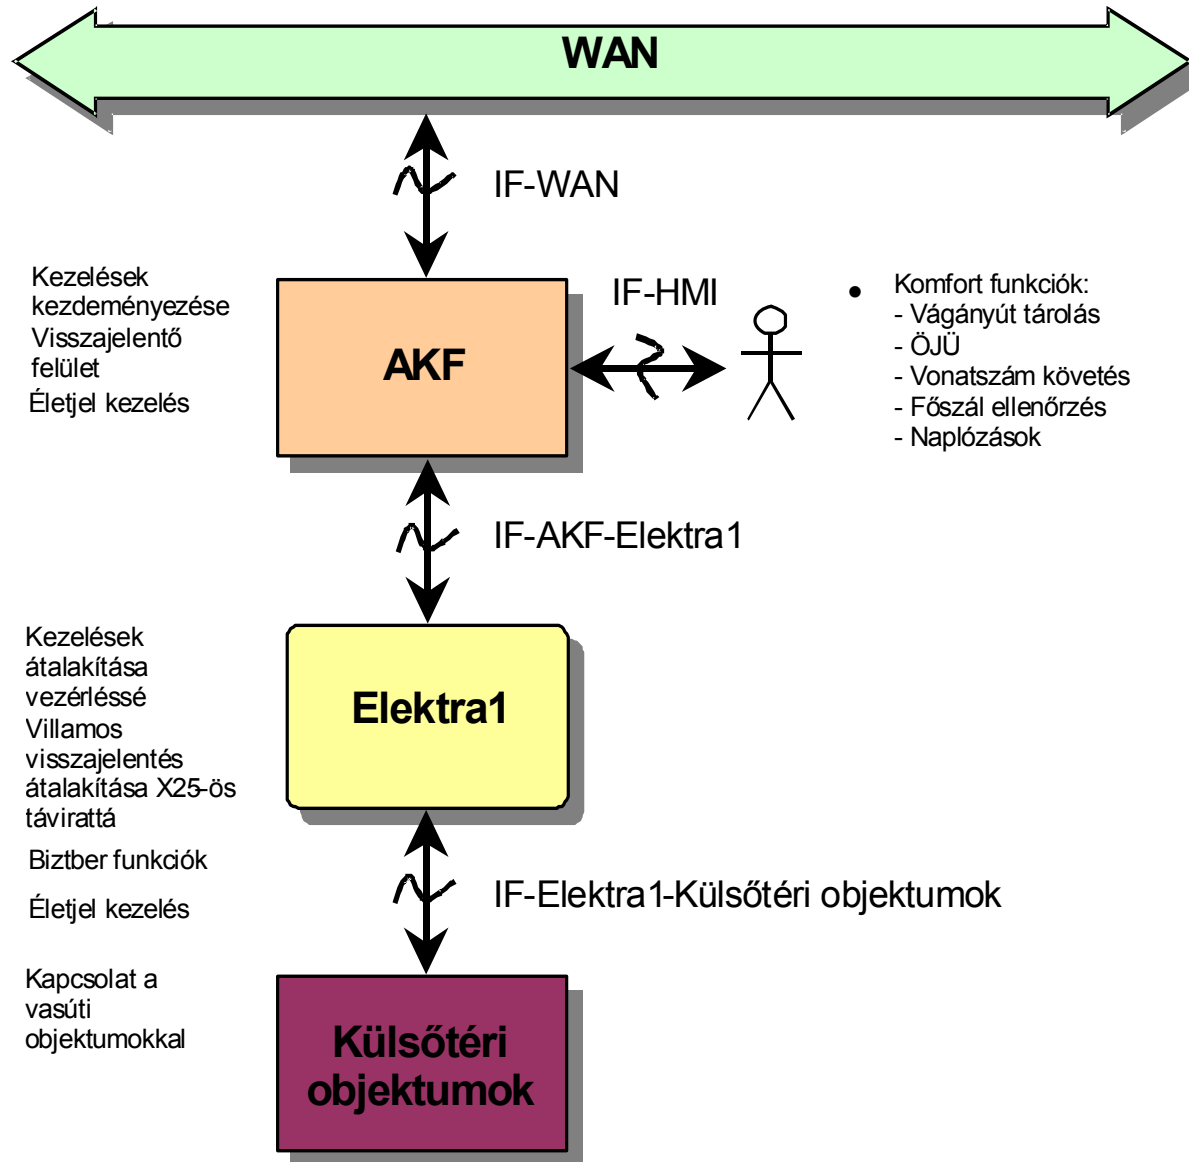 WAN
IF-WAN
Kezelések
kezdeményezése
Visszajelentő
felület
Életjel kezelés
AKF
IF-HMI
● Komfort funkciók:
- Vágányút tárolás
- ÖJÜ
- Vonatszám követés
- Főszál ellenőrzés
- Naplózások
IF-AKF-Elektra1
Kezelések
átalakítása
vezérléssé
Villamos
visszajelentés
átalakítása X25-ös
távirattá
Biztber funkciók
Életjel kezelés
Elektra1
IF-Elektra1-Külsőtéri objektumok
Kapcsolat a
vasúti
objektumokkal
Külsőtéri
objektumok